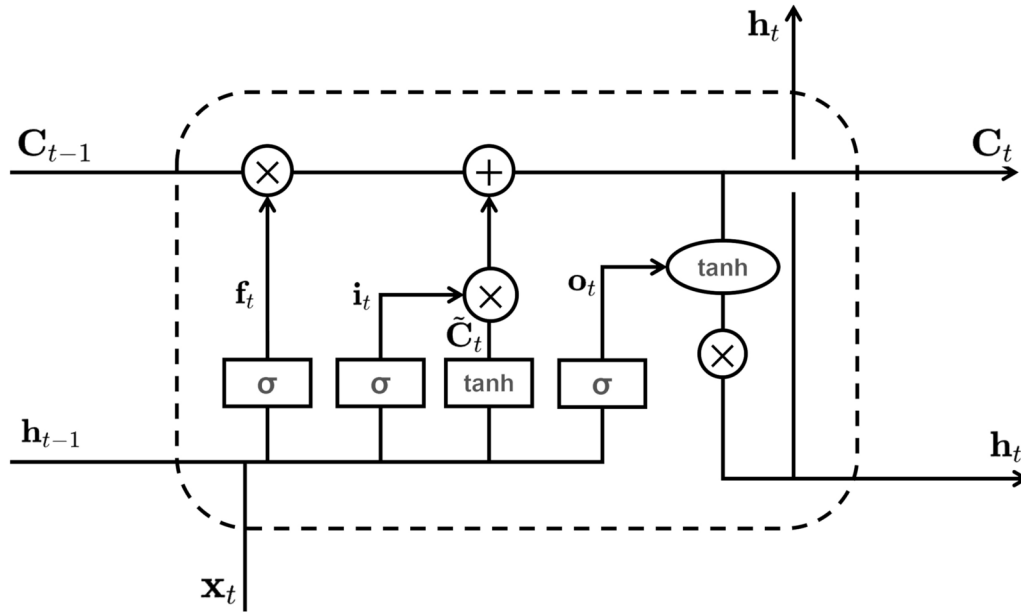 h_t
C_{t-1}
×
+
C_t
tanh
f_t
i_t
×
o_t
C̃_t
×
σ
σ
tanh
σ
h_{t-1}
h_t
x_t